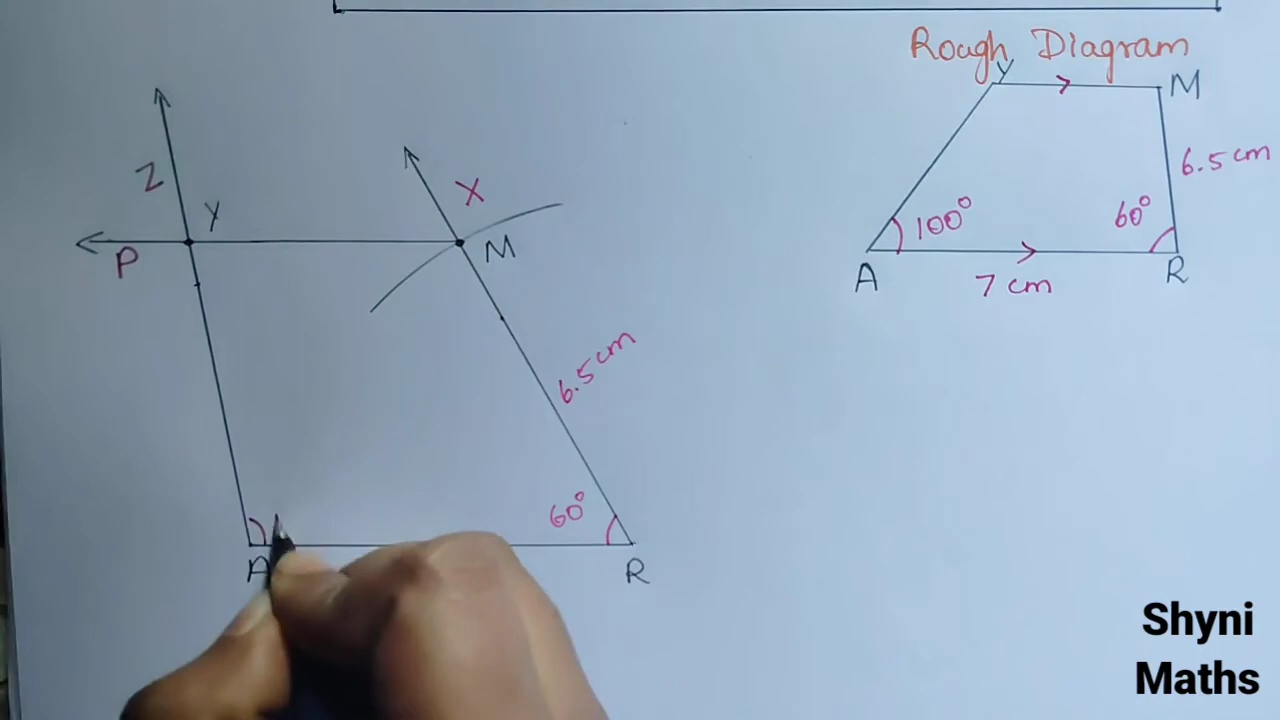 Rough Diagram
Y
M
6.5 cm
100°
60°
A
7 cm
R
Z
Y
X
P
M
6.5 cm
60°
A
R
Shyni
Maths